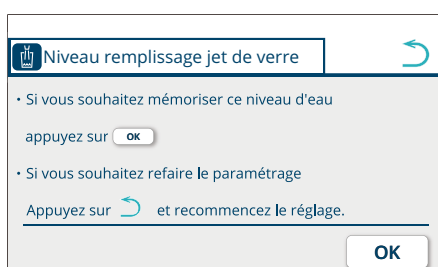 Niveau remplissage jet de verre
• Si vous souhaitez mémoriser ce niveau d'eau
appuyez sur OK
• Si vous souhaitez refaire le paramétrage
Appuyez sur et recommencez le réglage.
OK